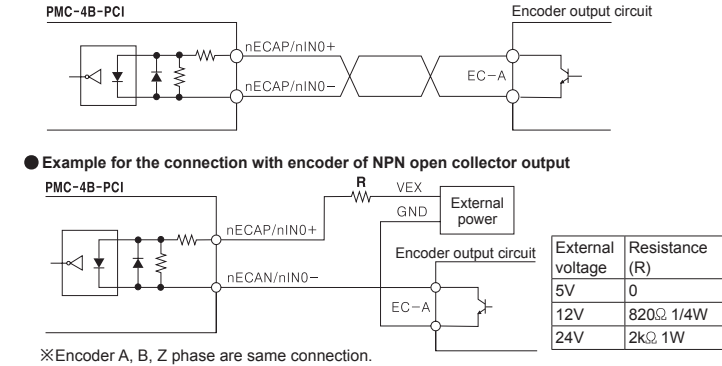 PMC-4B-PCI
Encoder output circuit
nECAP/nIN0+
nECAP/nIN0−
EC-A
●Example for the connection with encoder of NPN open collector output
PMC-4B-PCI
R
VEX
GND
External
power
nECAP/nIN0+
Encoder output circuit
nECAN/nIN0−
EC-A
External voltage | Resistance (R)
5V | 0
12V | 820Ω 1/4W
24V | 2kΩ 1W
※Encoder A, B, Z phase are same connection.